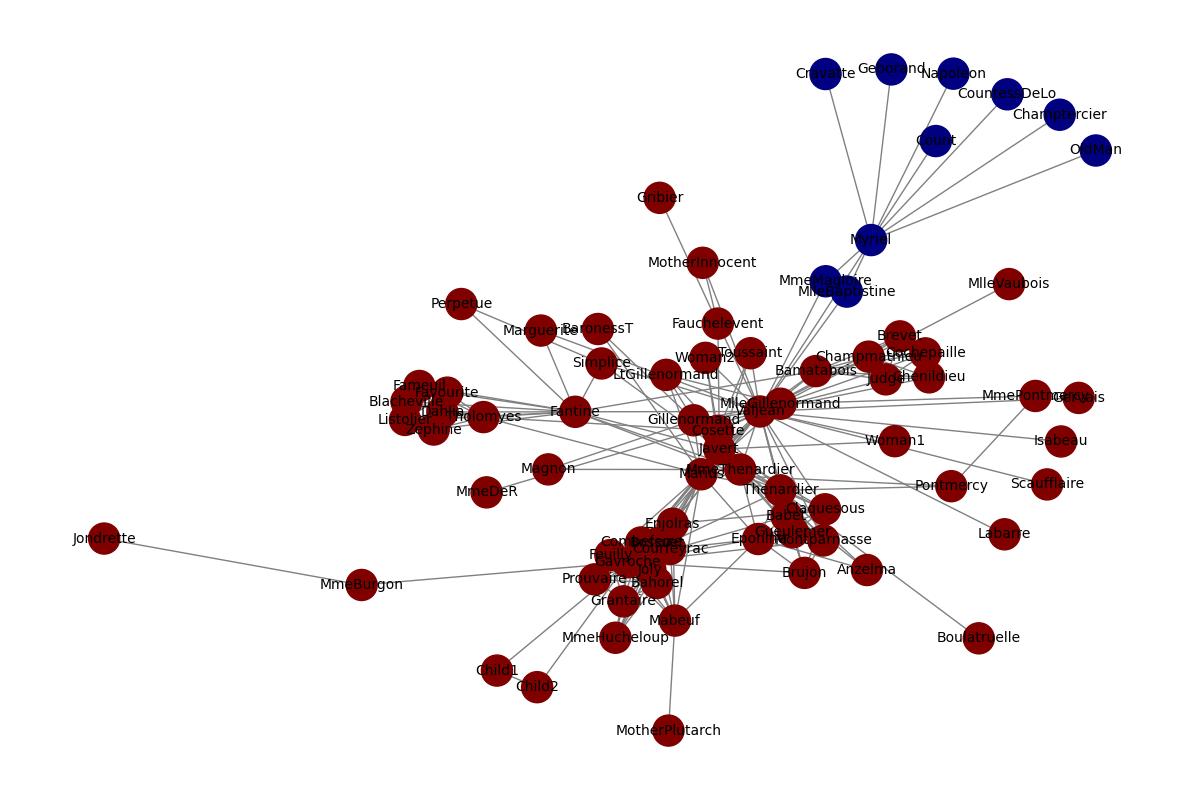 Cravatte
Geborand
Napoleon
CountessDeLo
Champtercier
Count
OldMan
Gribier
Myriel
MotherInnocent
MmeMagloire
MlleBaptistine
MlleVaubois
Perpetue
Marguerite
BaronessT
Fauchelevent
Brevet
Simplice
Woman2
Toussaint
Champmathieu
Cochepaille
LtGillenormand
Bamatabois
Judge
Chenildieu
Fameuil
Favourite
Blacheville
Dahlia
Listolier
Zephine
Tholomyes
Fantine
MlleGillenormand
Valjean
MmePontmercy
Gervais
Gillenormand
Cosette
Javert
Woman1
Isabeau
Magnon
Marius
MmeThenardier
MmeDeR
Thenardier
Pontmercy
Scaufflaire
Claquesous
Babet
Enjolras
Gueulemer
Labarre
Jondrette
Combeferre
Bossuet
Courfeyrac
Eponine
Montparnasse
Feuilly
Gavroche
Joly
Brujon
Anzelma
MmeBurgon
Prouvaire
Bahorel
Grantaire
Mabeuf
MmeHucheloup
Boulatruelle
Child1
Child2
MotherPlutarch